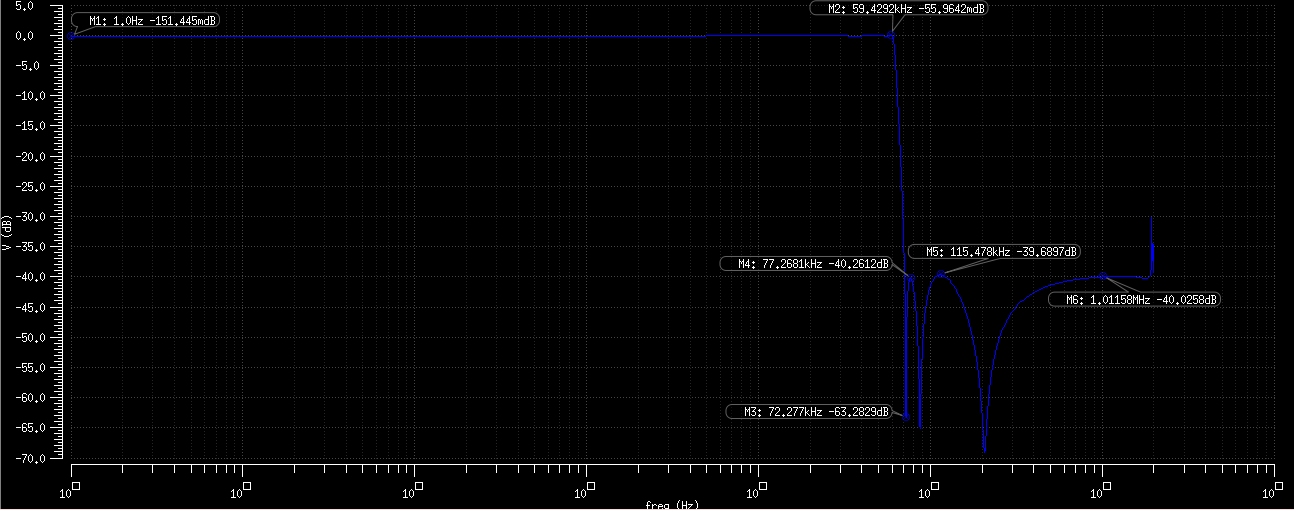 5.0
M1: 1.0Hz -151.445mdB
M2: 59.4292kHz -55.9642mdB
0.0
-5.0
-10.0
-15.0
-20.0
-25.0
-30.0
-35.0
V (dB)
M5: 115.478kHz -39.6897dB
M4: 77.2681kHz -40.2612dB
-40.0
M6: 1.01158MHz -40.0258dB
-45.0
-50.0
-55.0
-60.0
M3: 72.277kHz -63.2829dB
-65.0
-70.0
10 10 10 10 10 10 10 10
freq (Hz)